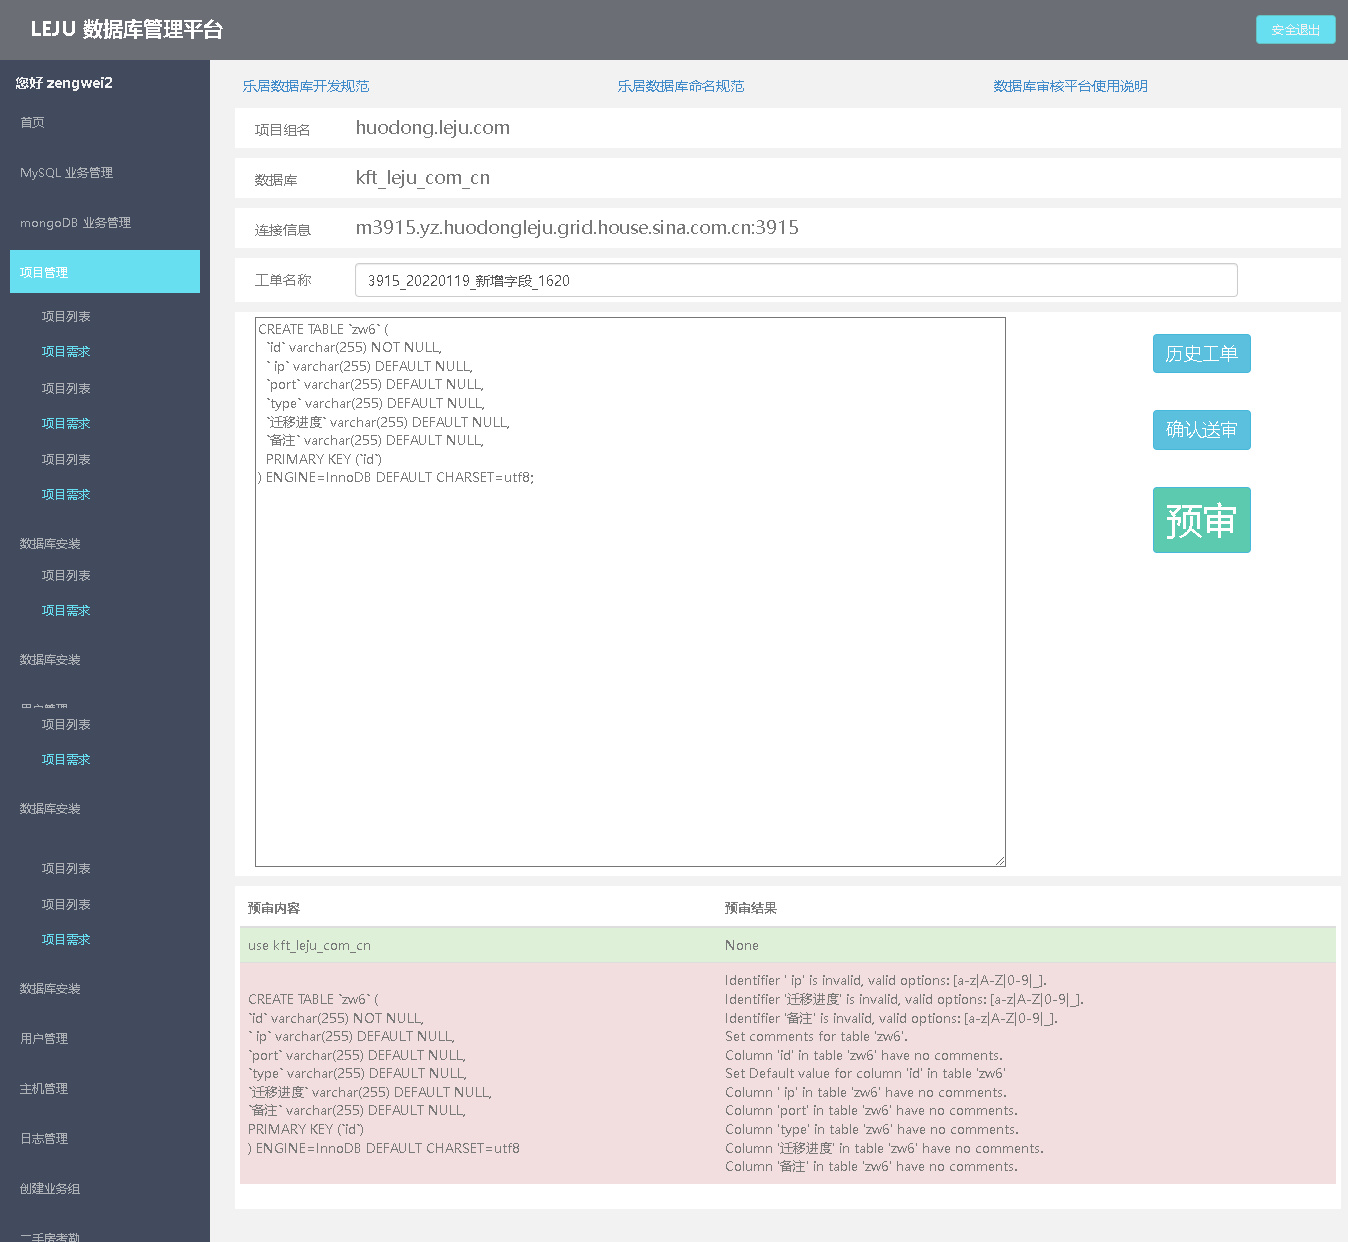 LEJU 数据库管理平台
安全退出
您好 zengwei2
首页
MySQL 业务管理
mongoDB 业务管理
项目管理
项目列表
项目需求
项目列表
项目需求
项目列表
项目需求
数据库安装
项目列表
项目需求
数据库安装
用户管理
项目列表
项目需求
数据库安装
项目列表
项目列表
项目需求
数据库安装
用户管理
主机管理
日志管理
创建业务组
二手房考勤
乐居数据库开发规范
乐居数据库命名规范
数据库审核平台使用说明
项目组名 huodong.leju.com
数据库 kft_leju_com_cn
连接信息 m3915.yz.huodongleju.grid.house.sina.com.cn:3915
工单名称 3915_20220119_新增字段_1620
CREATE TABLE `zw6` (
`id` varchar(255) NOT NULL,
` ip` varchar(255) DEFAULT NULL,
`port` varchar(255) DEFAULT NULL,
`type` varchar(255) DEFAULT NULL,
`迁移进度` varchar(255) DEFAULT NULL,
`备注` varchar(255) DEFAULT NULL,
PRIMARY KEY (`id`)
) ENGINE=InnoDB DEFAULT CHARSET=utf8;
历史工单
确认送审
预审
预审内容
预审结果
use kft_leju_com_cn
None
CREATE TABLE `zw6` (
`id` varchar(255) NOT NULL,
` ip` varchar(255) DEFAULT NULL,
`port` varchar(255) DEFAULT NULL,
`type` varchar(255) DEFAULT NULL,
`迁移进度` varchar(255) DEFAULT NULL,
`备注` varchar(255) DEFAULT NULL,
PRIMARY KEY (`id`)
) ENGINE=InnoDB DEFAULT CHARSET=utf8
Identifier ' ip' is invalid, valid options: [a-z|A-Z|0-9|_].
Identifier '迁移进度' is invalid, valid options: [a-z|A-Z|0-9|_].
Identifier '备注' is invalid, valid options: [a-z|A-Z|0-9|_].
Set comments for table 'zw6'.
Column 'id' in table 'zw6' have no comments.
Set Default value for column 'id' in table 'zw6'
Column ' ip' in table 'zw6' have no comments.
Column 'port' in table 'zw6' have no comments.
Column 'type' in table 'zw6' have no comments.
Column '迁移进度' in table 'zw6' have no comments.
Column '备注' in table 'zw6' have no comments.